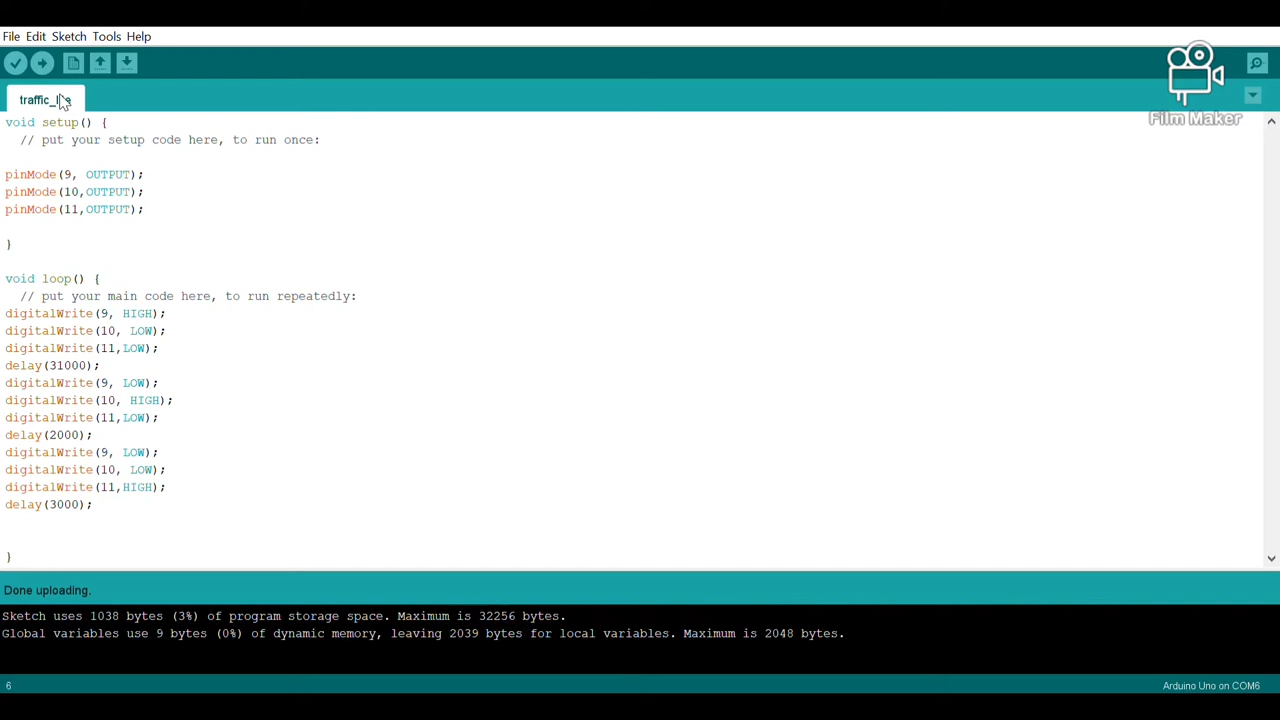 File Edit Sketch Tools Help
Film Maker
void setup() {
// put your setup code here, to run once:
pinMode(9, OUTPUT);
pinMode(10,OUTPUT);
pinMode(11,OUTPUT);
}
void loop() {
// put your main code here, to run repeatedly:
digitalWrite(9, HIGH);
digitalWrite(10, LOW);
digitalWrite(11,LOW);
delay(31000);
digitalWrite(9, LOW);
digitalWrite(10, HIGH);
digitalWrite(11,LOW);
delay(2000);
digitalWrite(9, LOW);
digitalWrite(10, LOW);
digitalWrite(11,HIGH);
delay(3000);
}
Done uploading.
Sketch uses 1038 bytes (3%) of program storage space. Maximum is 32256 bytes.
Global variables use 9 bytes (0%) of dynamic memory, leaving 2039 bytes for local variables. Maximum is 2048 bytes.
6
Arduino Uno on COM6